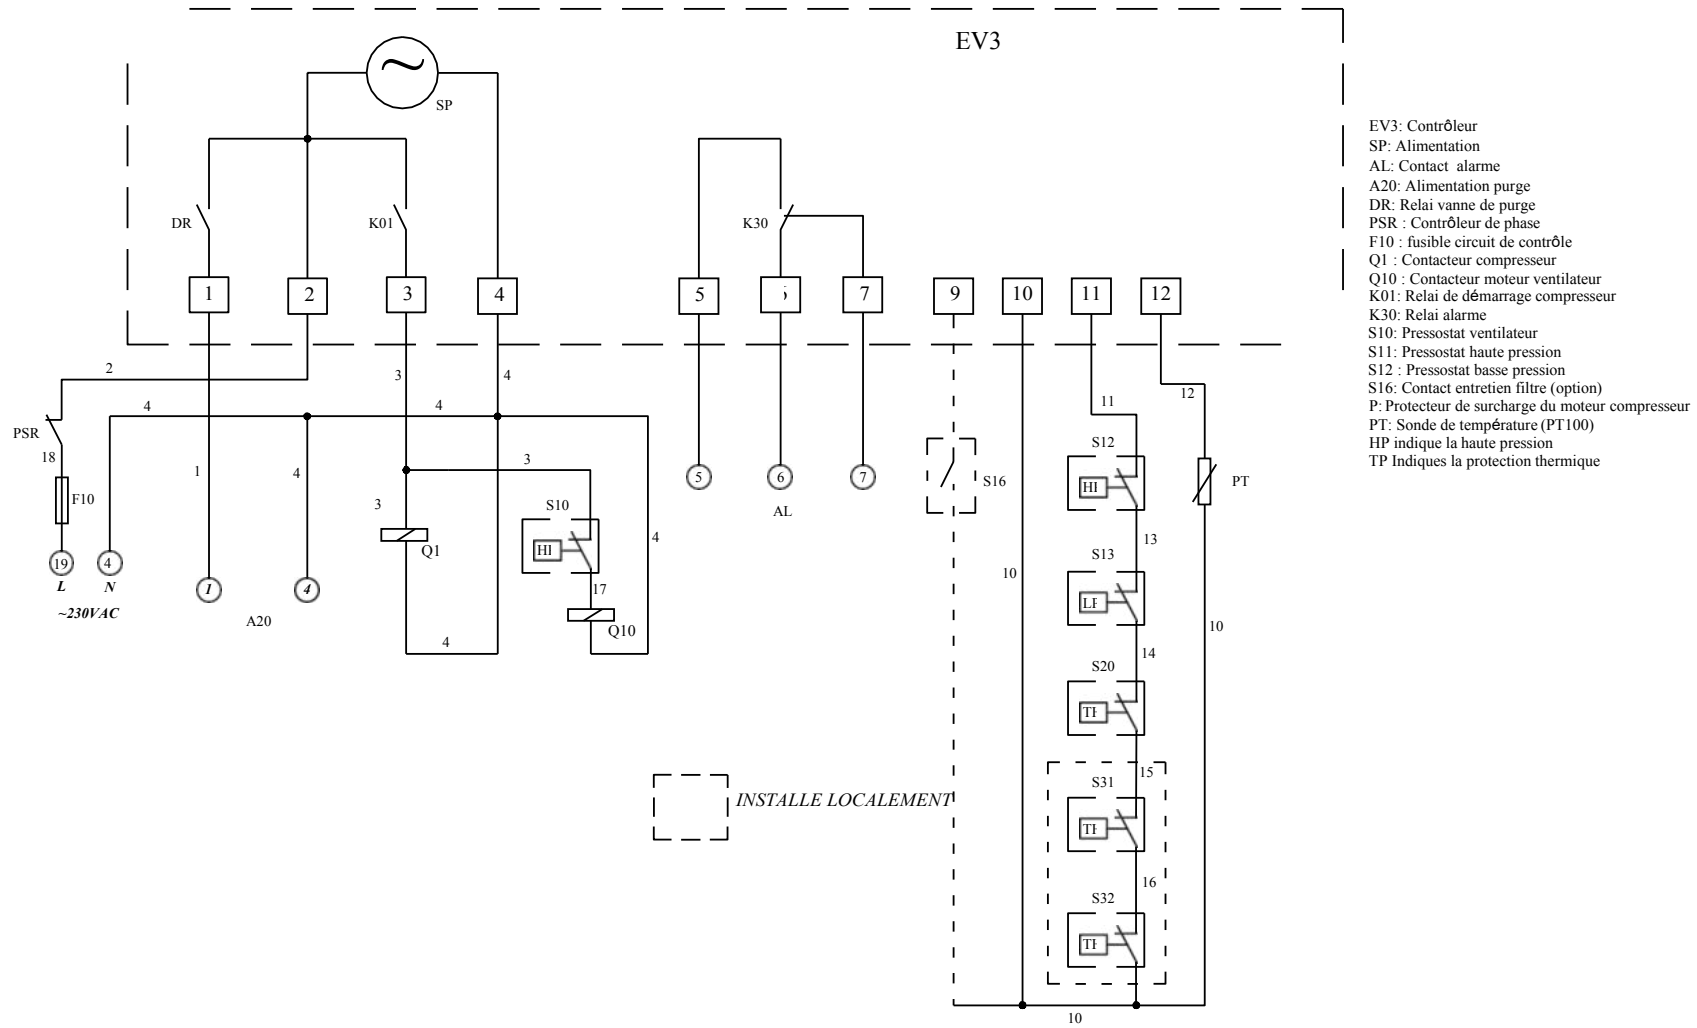 EV3
SP
DR
K01
K30
1
2
3
4
5
7
9
10
11
12
EV3: Contrôleur
SP: Alimentation
AL: Contact alarme
A20: Alimentation purge
DR: Relai vanne de purge
PSR : Contrôleur de phase
F10 : fusible circuit de contrôle
Q1 : Contacteur compresseur
Q10 : Contacteur moteur ventilateur
K01: Relai de démarrage compresseur
K30: Relai alarme
S10: Pressostat ventilateur
S11: Pressostat haute pression
S12 : Pressostat basse pression
S16: Contact entretien filtre (option)
P: Protecteur de surcharge du moteur compresseur
PT: Sonde de température (PT100)
HP indique la haute pression
TP Indiques la protection thermique
2
3
4
4
4
12
11
PSR
18
F10
1
4
3
3
S10
Q1
4
17
Q10
4
19
4
L
N
~230VAC
1
4
A20
5
6
7
AL
S16
10
S12
13
S13
14
S20
15
S31
16
S32
PT
10
10
INSTALLE LOCALEMENT